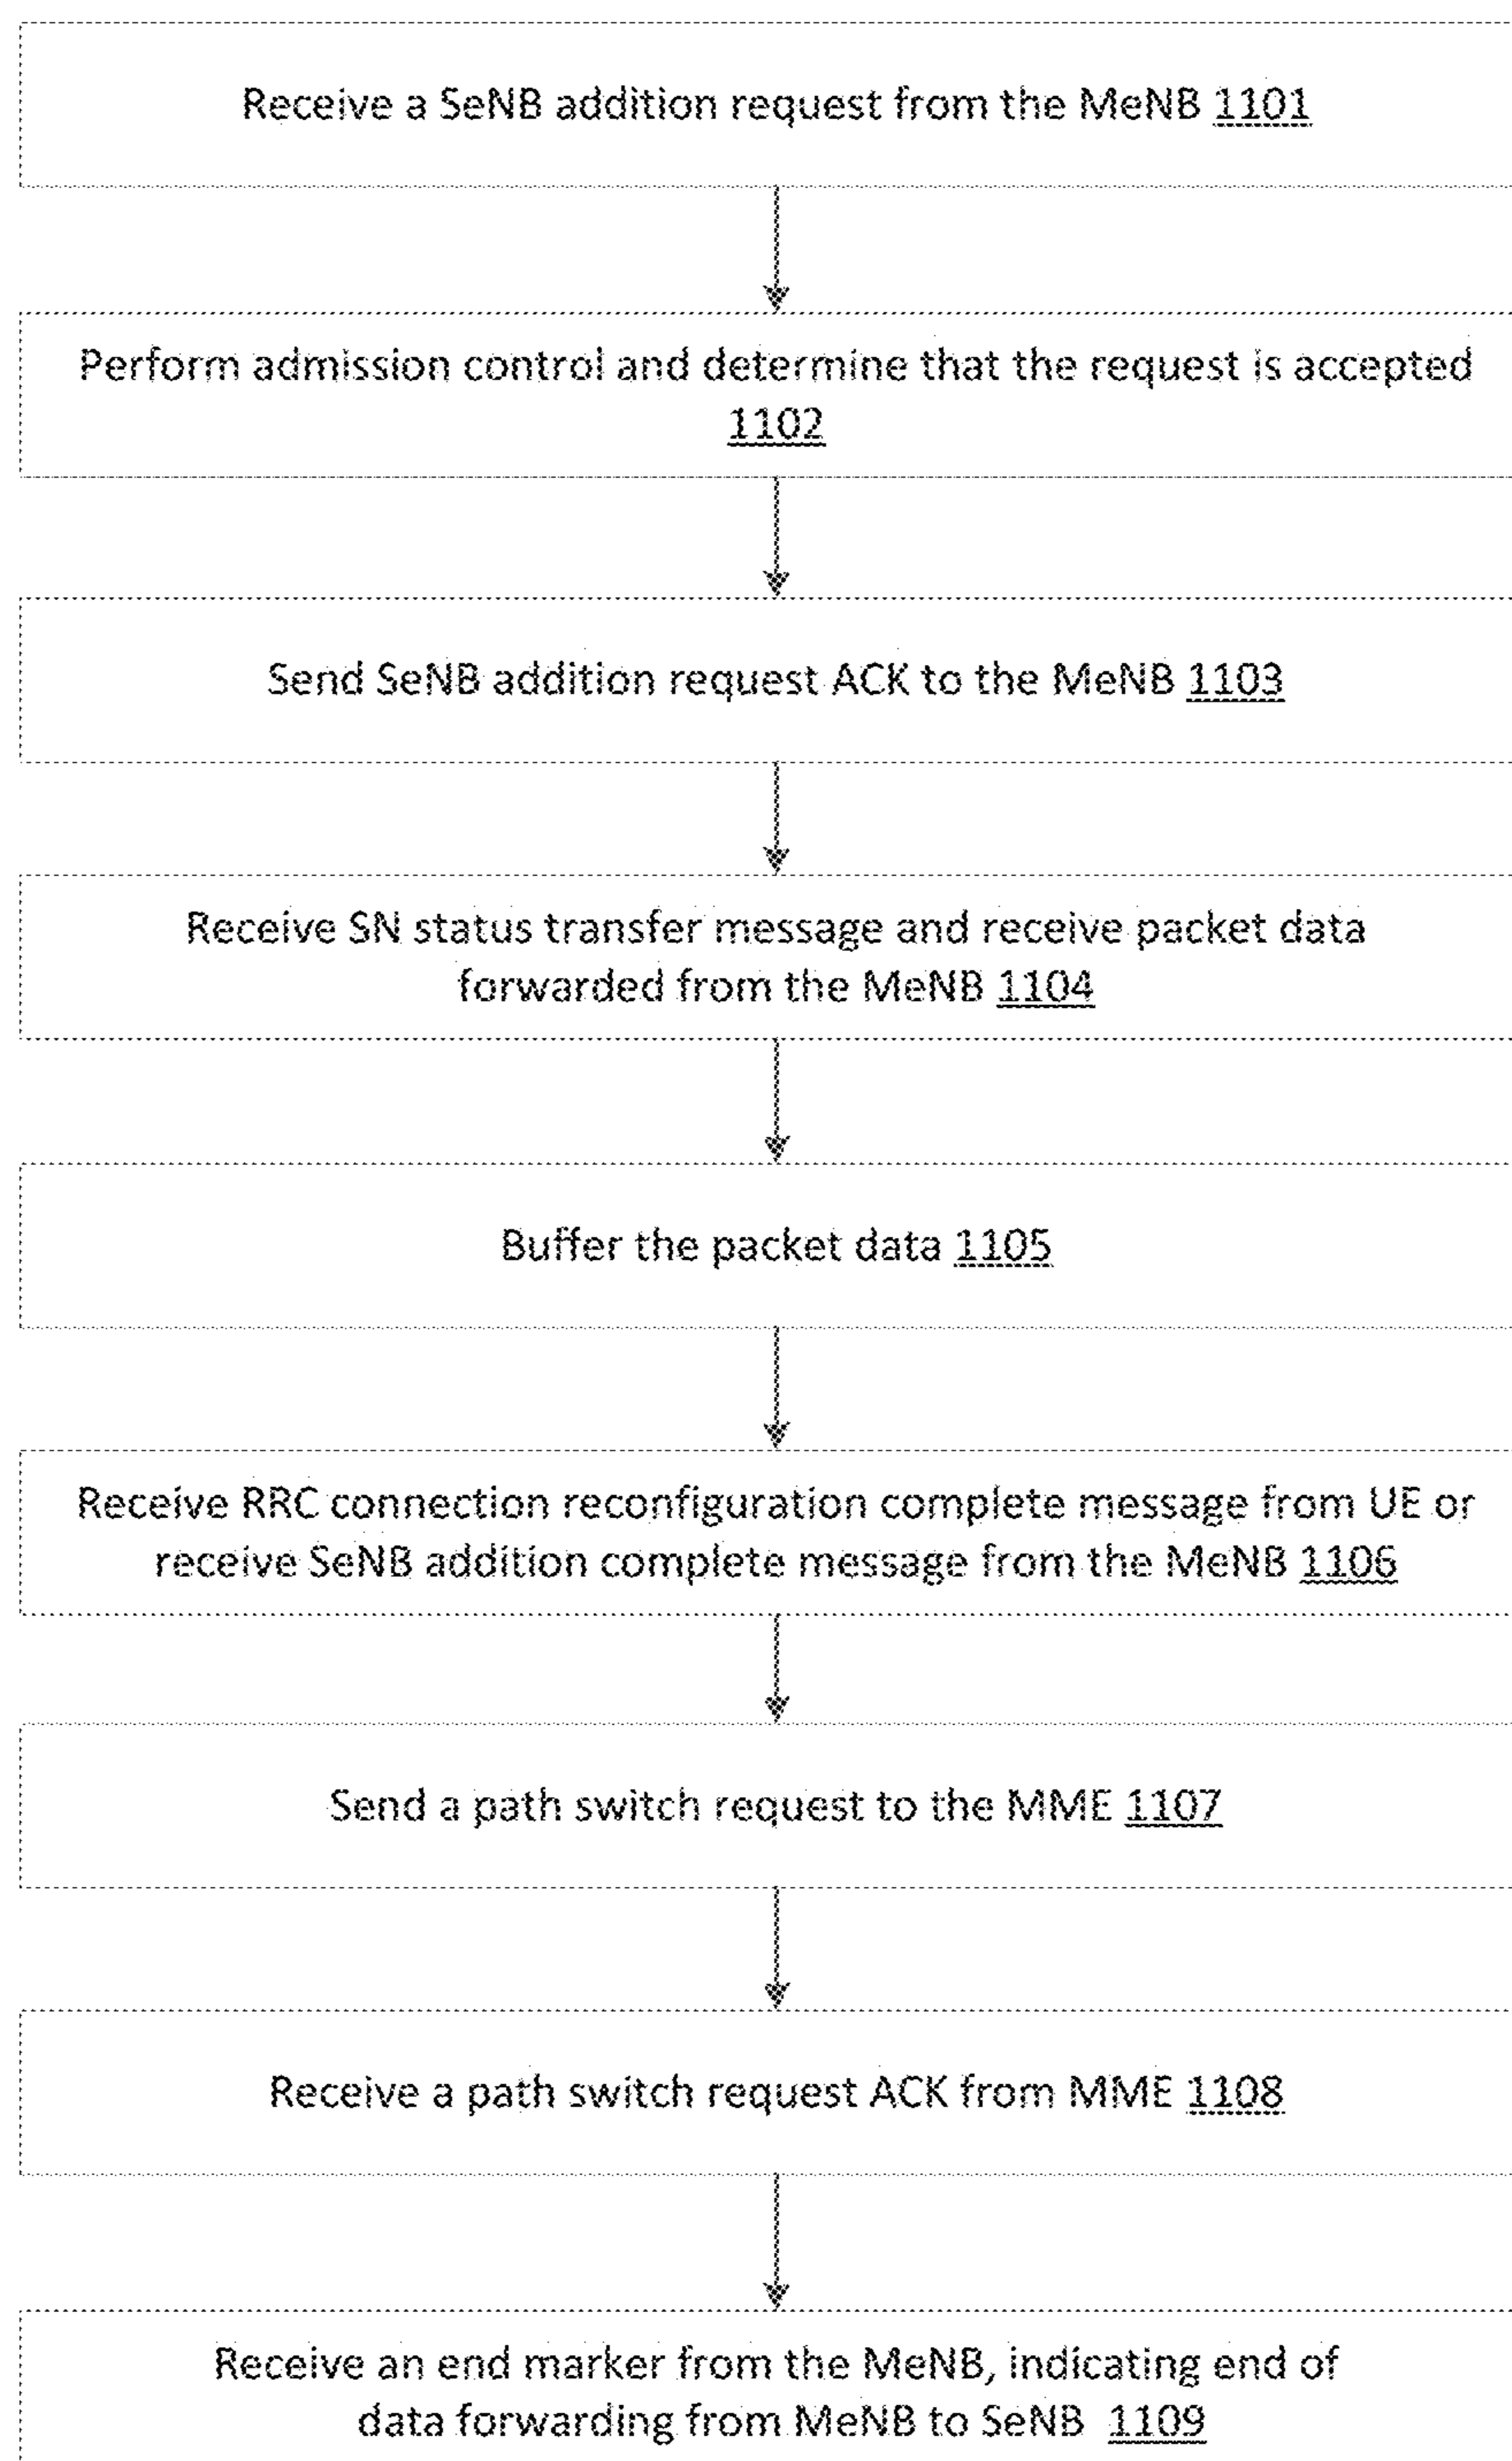 Receive a SeNB addition request from the MeNB 1101
Perform admission control and determine that the request is accepted
1102
Send SeNB addition request ACK to the MeNB 1103
Receive SN status transfer message and receive packet data
forwarded from the MeNB 1104
Buffer the packet data 1105
Receive RRC connection reconfiguration complete message from UE or
receive SeNB addition complete message from the MeNB 1106
Send a path switch request to the MME 1107
Receive a path switch request ACK from MME 1108
Receive an end marker from the MeNB, indicating end of
data forwarding from MeNB to SeNB 1109